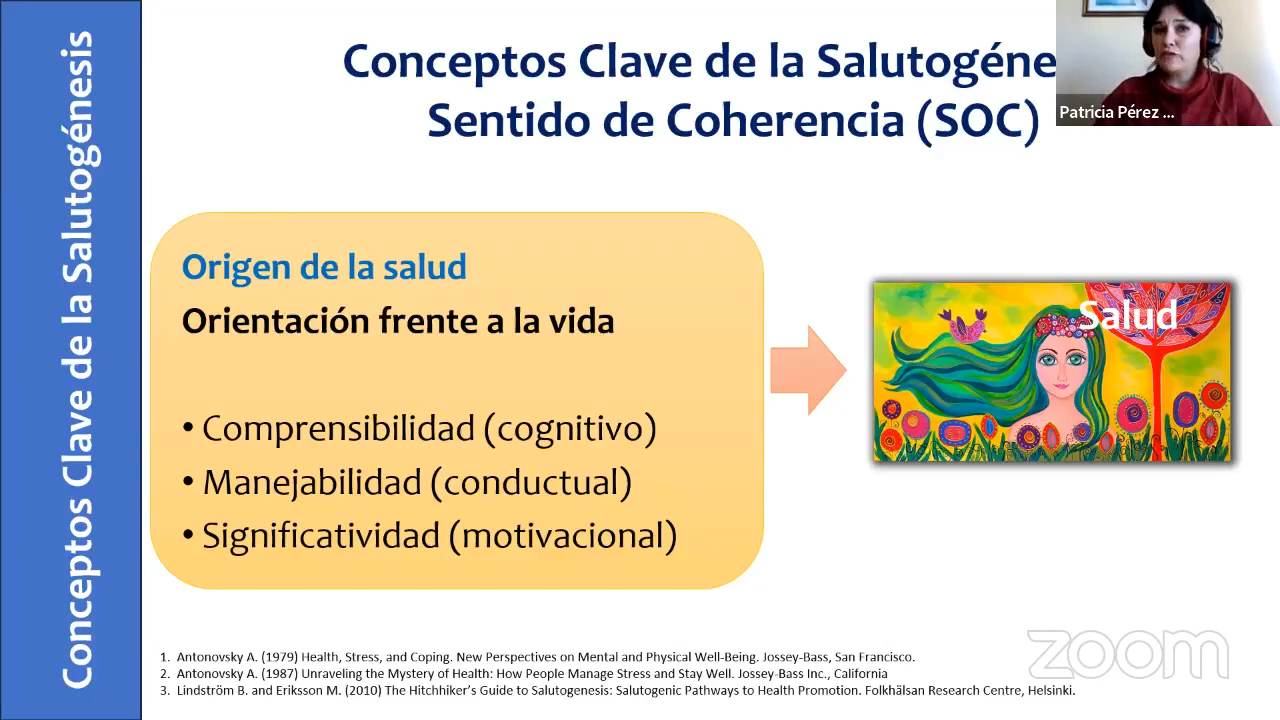 Conceptos Clave de la Salutogénesis
Conceptos Clave de la Salutogéne
Sentido de Coherencia (SOC)
Patricia Pérez ...
Origen de la salud
Orientación frente a la vida
• Comprensibilidad (cognitivo)
• Manejabilidad (conductual)
• Significatividad (motivacional)
Salud
1. Antonovsky A. (1979) Health, Stress, and Coping. New Perspectives on Mental and Physical Well-Being. Jossey-Bass, San Francisco.
2. Antonovsky A. (1987) Unraveling the Mystery of Health: How People Manage Stress and Stay Well. Jossey-Bass Inc., California
3. Lindström B. and Eriksson M. (2010) The Hitchhiker's Guide to Salutogenesis: Salutogenic Pathways to Health Promotion. Folkhälsan Research Centre, Helsinki.
zoom